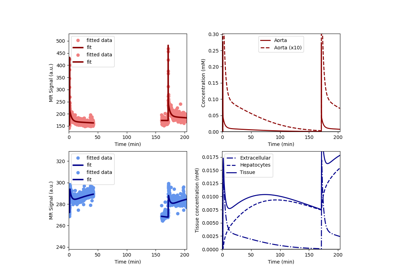 MR Signal (a.u.)
500
450
400
350
300
250
200
150
fitted data
fit
fitted data
fit
0
50
100
150
200
Time (min)
Concentration (mM)
0.30
0.25
0.20
0.15
0.10
0.05
0.00
Aorta
Aorta (x10)
0
50
100
150
200
Time (min)
MR Signal (a.u.)
320
300
280
260
240
fitted data
fit
fitted data
fit
0
50
100
150
200
Time (min)
Tissue concentration (mM)
0.0175
0.0150
0.0125
0.0100
0.0075
0.0050
0.0025
0.0000
Extracellular
Hepatocytes
Tissue
0
50
100
150
200
Time (min)